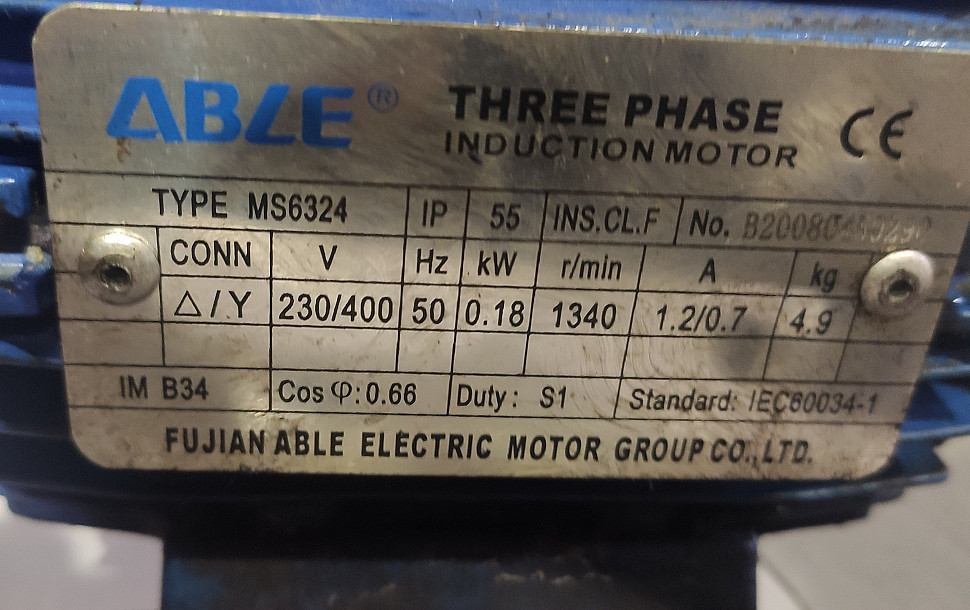 ABLE® THREE PHASE CE
INDUCTION MOTOR
TYPE MS6324 IP 55 INS.CL.F No.
CONN V Hz kW r/min A kg
△/Y 230/400 50 0.18 1340 1.2/0.7 4.9
IM B34 Cos φ:0.66 Duty: S1 Standard: IEC60034-1
FUJIAN ABLE ELECTRIC MOTOR GROUP CO.,LTD.